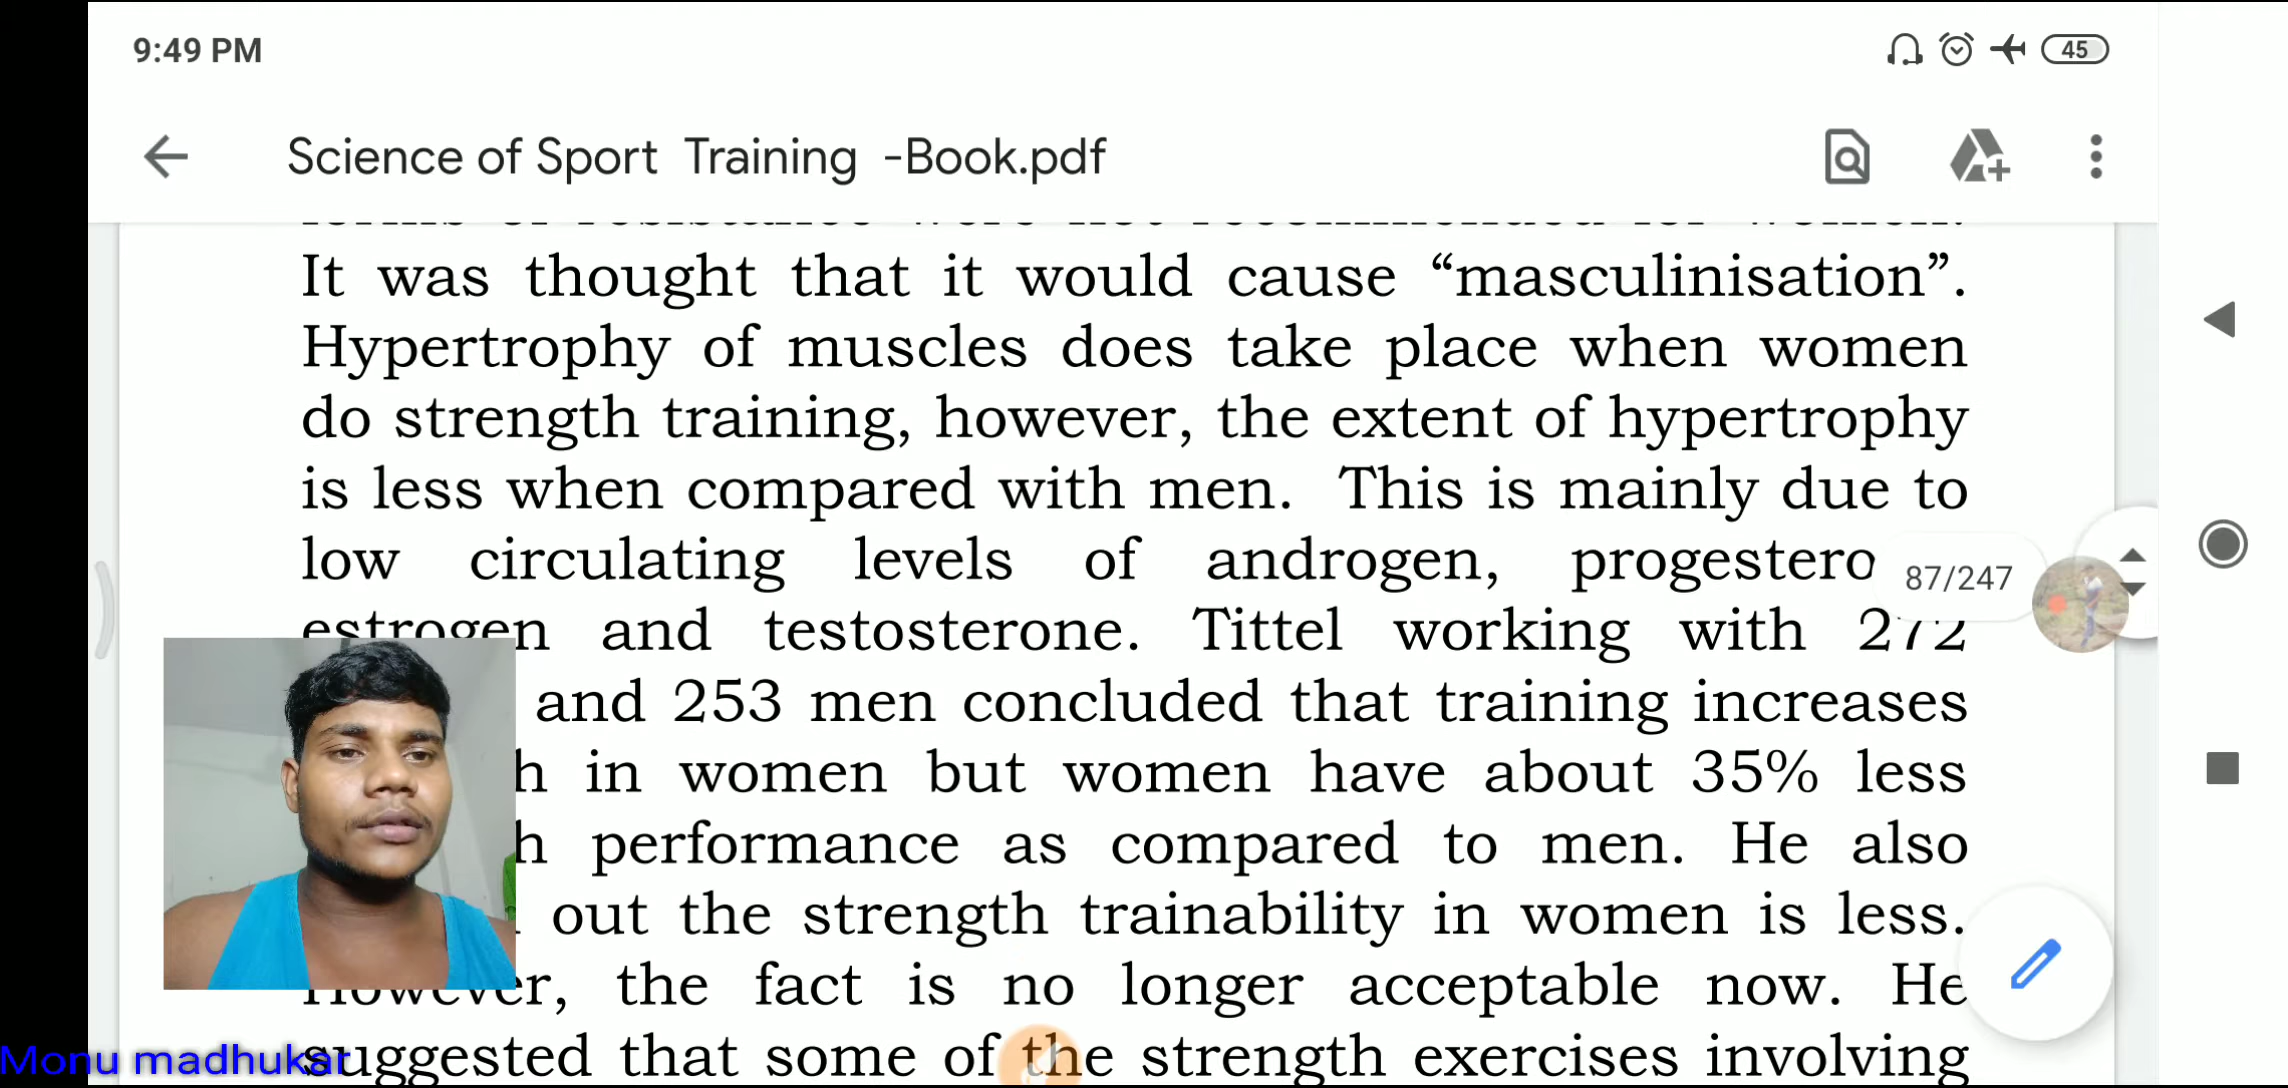 9:49 PM
45
Science of Sport Training -Book.pdf
It was thought that it would cause “masculinisation”.
Hypertrophy of muscles does take place when women
do strength training, however, the extent of hypertrophy
is less when compared with men. This is mainly due to
low circulating levels of androgen, progestero
87/247
estrogen and testosterone. Tittel working with 272
and 253 men concluded that training increases
h in women but women have about 35% less
h performance as compared to men. He also
out the strength trainability in women is less.
However, the fact is no longer acceptable now. He
suggested that some of the strength exercises involving
Monu madhukar